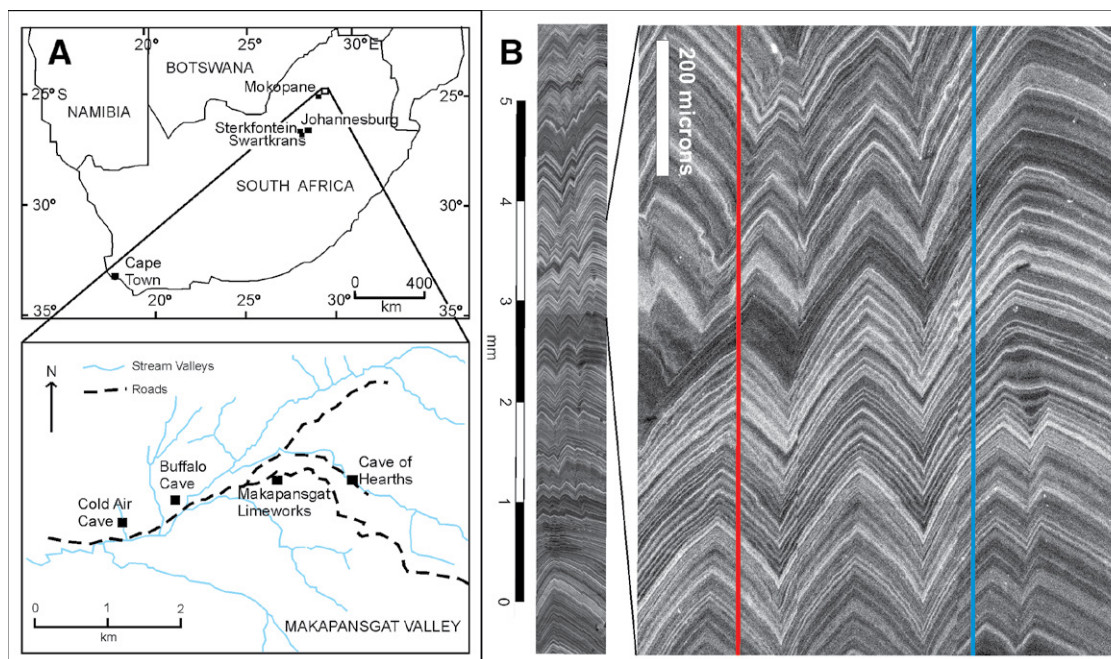 A
20°
30°E
BOTSWANA
Mokopane
25°S
25°
NAMIBIA
Johannesburg
Sterkfontein
Swartkrans
SOUTH AFRICA
30°
30°
Cape
Town
0 400
km
35°
20°
30°
35°
N
Stream Valleys
Roads
Buffalo
Cave
Cave of
Hearths
Cold Air
Cave
Makapansgat
Limeworks
0 1 2
km
MAKAPANSGAT VALLEY
B
5
4
3
mm
2
1
0
200 microns